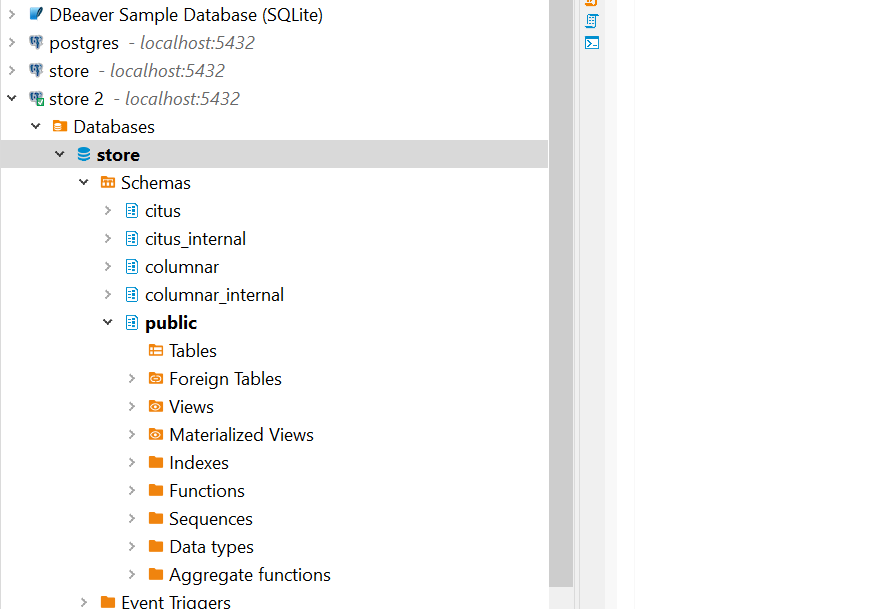 DBeaver Sample Database (SQLite)
postgres - localhost:5432
store - localhost:5432
store 2 - localhost:5432
Databases
store
Schemas
citus
citus_internal
columnar
columnar_internal
public
Tables
Foreign Tables
Views
Materialized Views
Indexes
Functions
Sequences
Data types
Aggregate functions
Event Triggers